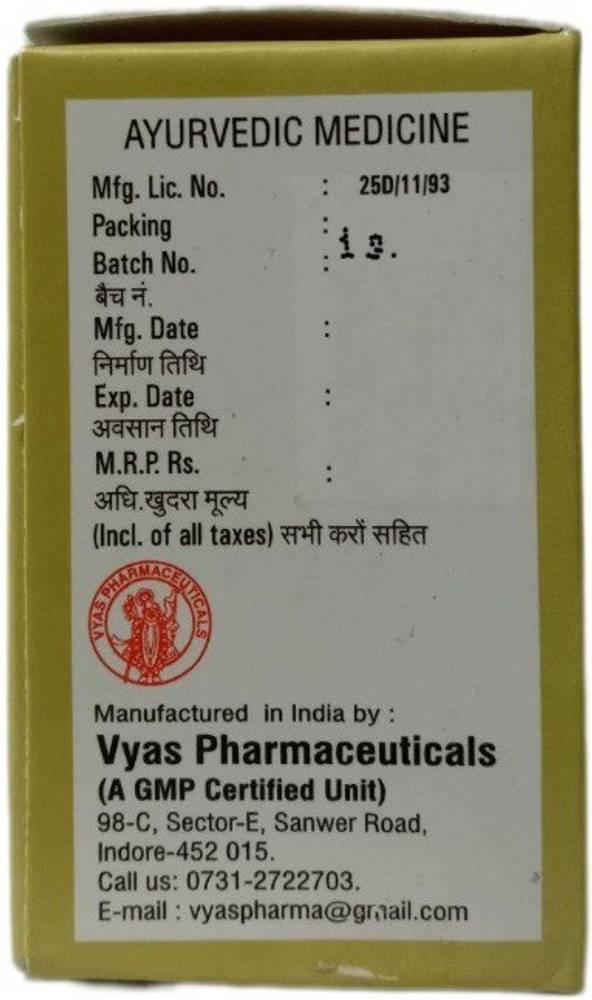 AYURVEDIC MEDICINE
Mfg. Lic. No. : 25D/11/93
Packing :
1 g.
Batch No. :
बैच नं.
Mfg. Date :
निर्माण तिथि
Exp. Date :
अवसान तिथि
M.R.P. Rs. :
अधि.खुदरा मूल्य
(Incl. of all taxes) सभी करों सहित
VYAS PHARMACEUTICALS
Manufactured in India by :
Vyas Pharmaceuticals
(A GMP Certified Unit)
98-C, Sector-E, Sanwer Road,
Indore-452 015.
Call us: 0731-2722703.
E-mail : vyaspharma@gmail.com